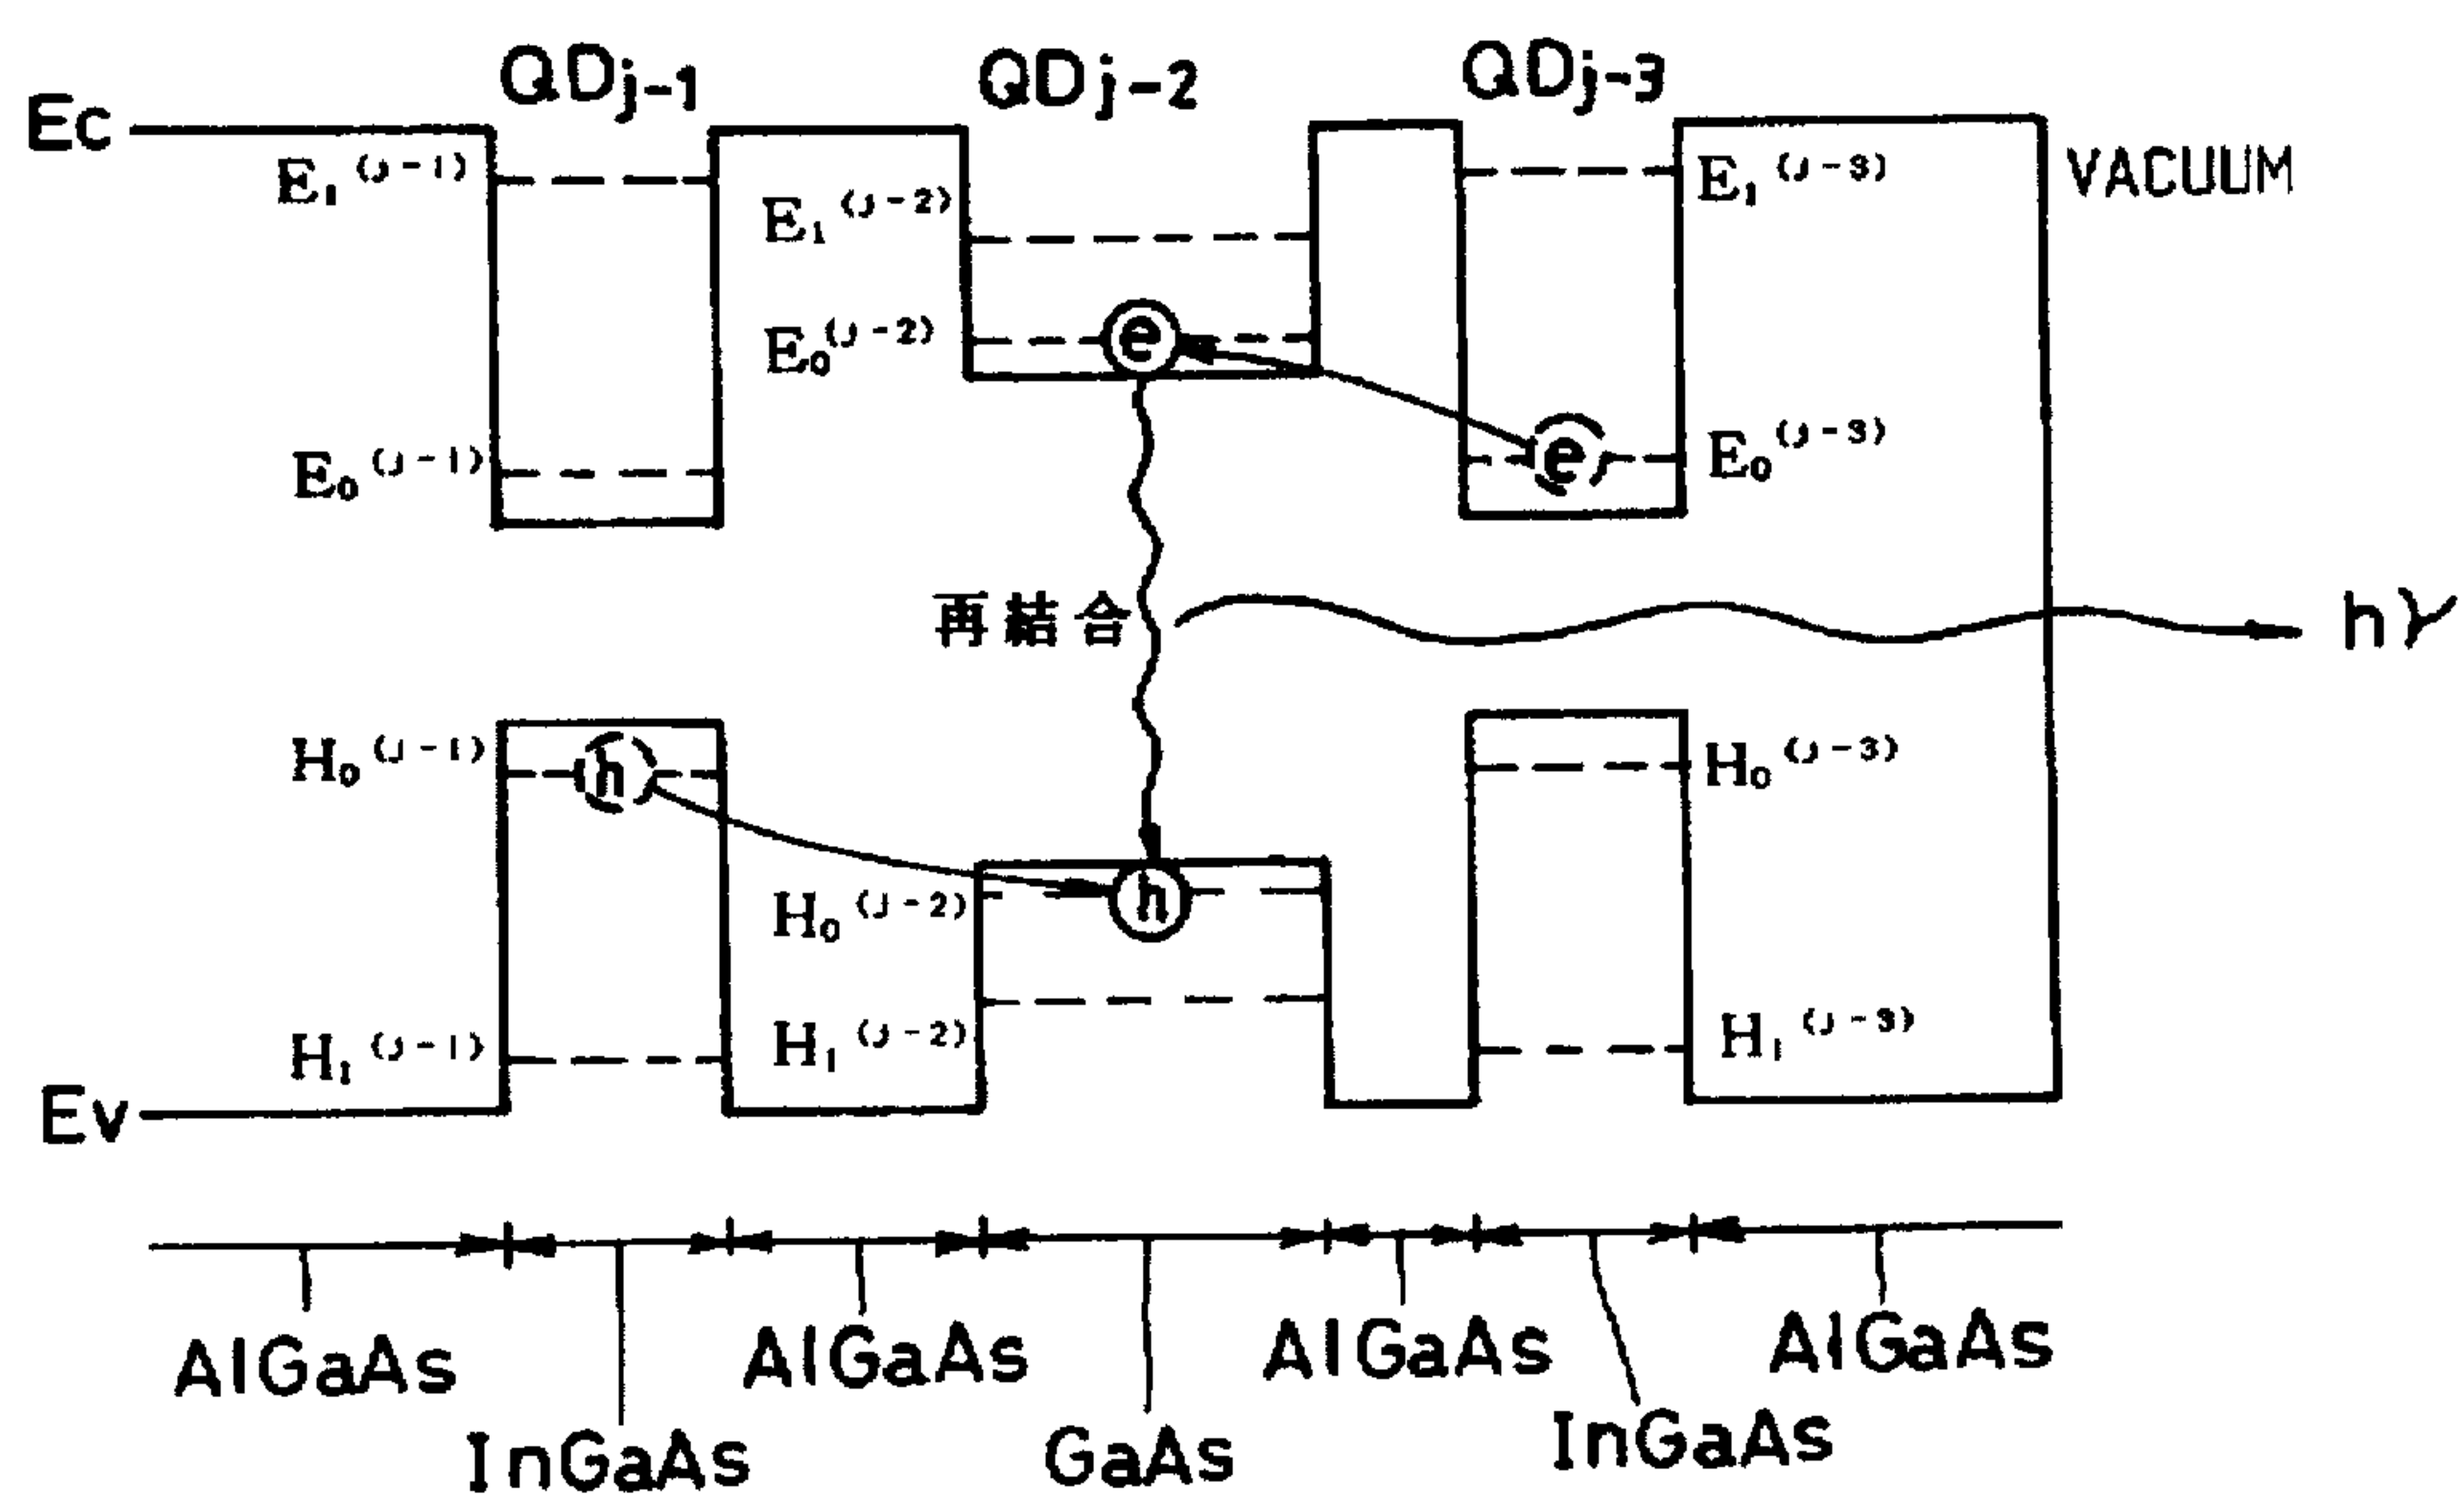 QDj-1 QDj-2 QDj-3
Ec
E1(j-1) E1(j-2) E1(j-3) VACUUM
E0(j-2) e
E0(j-1) e E0(j-3)
再結合 hγ
H0(j-1) h H0(j-3)
H0(j-2) h
H1(j-1) H1(j-2) H1(j-3)
Ev
AlGaAs AlGaAs AlGaAs AlGaAs
InGaAs GaAs InGaAs